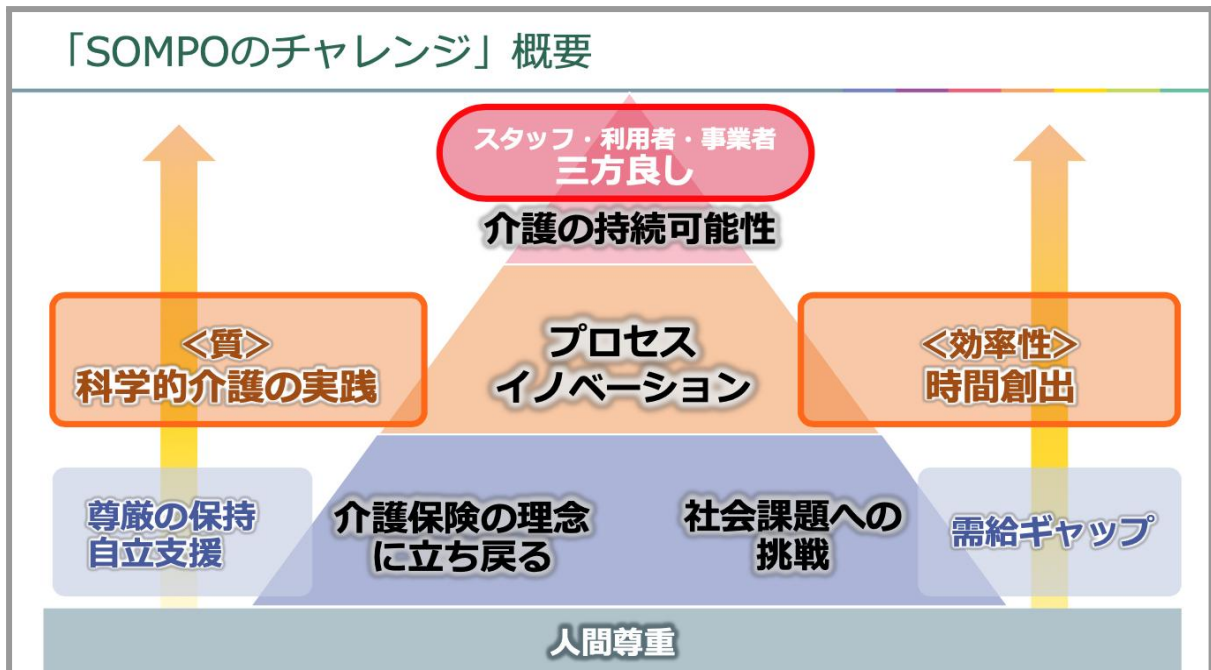 「SOMPOのチャレンジ」概要
スタッフ・利用者・事業者
三方良し
介護の持続可能性
<質>
科学的介護の実践
プロセス
イノベーション
<効率性>
時間創出
尊厳の保持
自立支援
介護保険の理念
に立ち戻る
社会課題への
挑戦
需給ギャップ
人間尊重